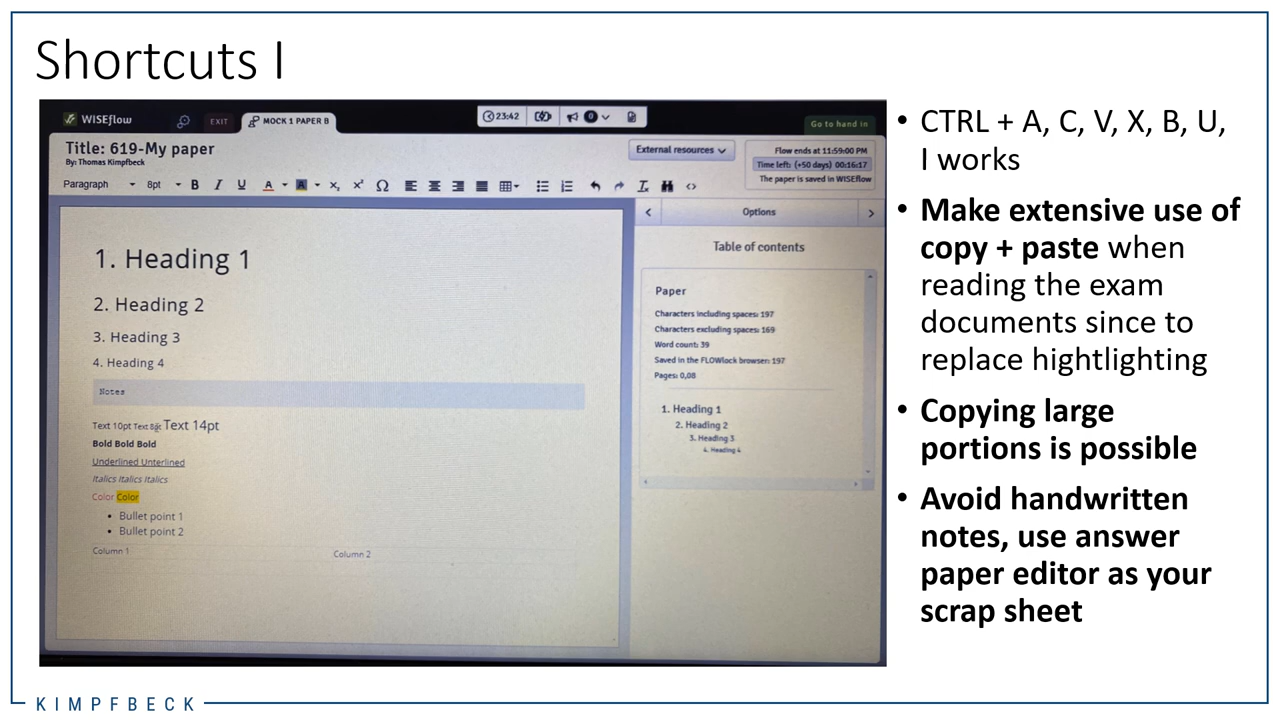 Shortcuts I
WISEflow
EXIT
MOCK 1 PAPER B
23:42
0
Go to hand in
Title: 619-My paper
By: Thomas Kimpfbeck
External resources
Flow ends at 11:59:00 PM
Time left: (+50 days) 00:16:17
The paper is saved in WISEflow
Paragraph 8pt B I U A A X₂ X² Ω
Options
Table of contents
Paper
Characters including spaces: 197
Characters excluding spaces: 169
Word count: 39
Saved in the FLOWlock browser: 197
Pages: 0,08
1. Heading 1
2. Heading 2
3. Heading 3
4. Heading 4
1. Heading 1
2. Heading 2
3. Heading 3
4. Heading 4
Notes
Text 10pt Text 8pt Text 14pt
Bold Bold Bold
Underlined Unterlined
Italics Italics Italics
Color Color
• Bullet point 1
• Bullet point 2
Column 1 Column 2
• CTRL + A, C, V, X, B, U,
I works
• Make extensive use of
copy + paste when
reading the exam
documents since to
replace hightlighting
• Copying large
portions is possible
• Avoid handwritten
notes, use answer
paper editor as your
scrap sheet
KIMPFBECK